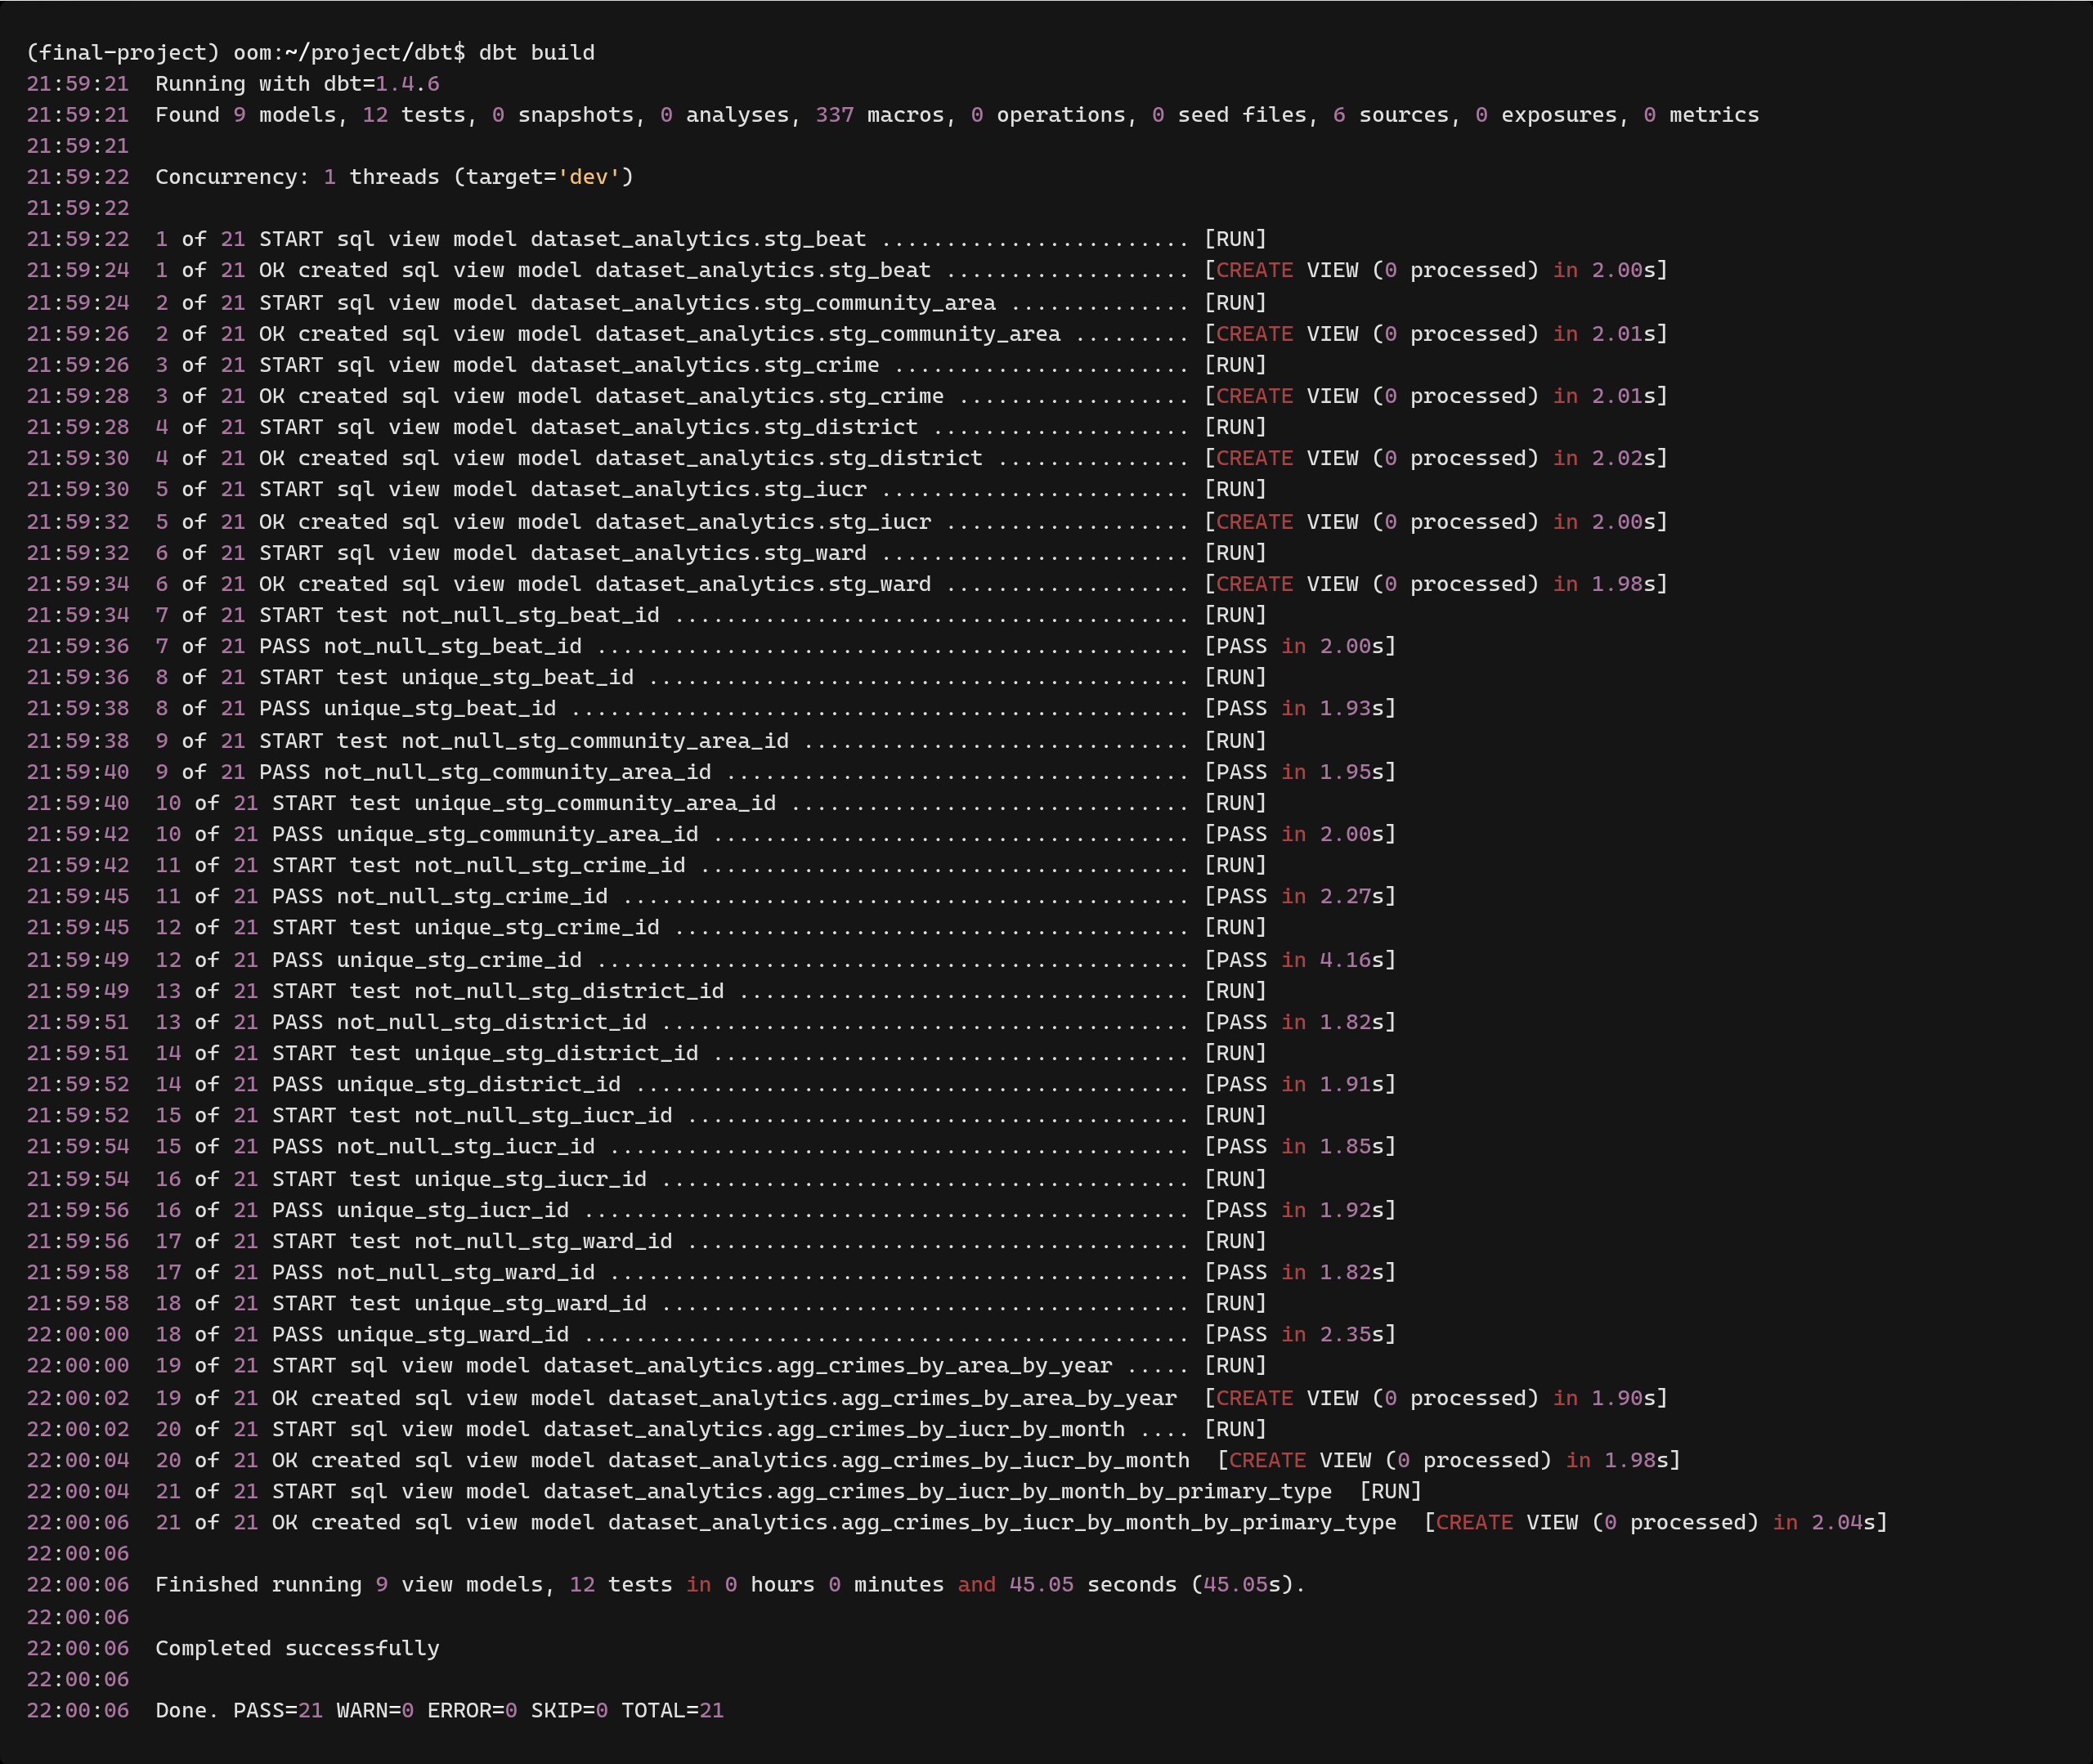 (final-project) oom:~/project/dbt$ dbt build
21:59:21  Running with dbt=1.4.6
21:59:21  Found 9 models, 12 tests, 0 snapshots, 0 analyses, 337 macros, 0 operations, 0 seed files, 6 sources, 0 exposures, 0 metrics
21:59:21
21:59:22  Concurrency: 1 threads (target='dev')
21:59:22
21:59:22  1 of 21 START sql view model dataset_analytics.stg_beat ........................ [RUN]
21:59:24  1 of 21 OK created sql view model dataset_analytics.stg_beat ................... [CREATE VIEW (0 processed) in 2.00s]
21:59:24  2 of 21 START sql view model dataset_analytics.stg_community_area .............. [RUN]
21:59:26  2 of 21 OK created sql view model dataset_analytics.stg_community_area ......... [CREATE VIEW (0 processed) in 2.01s]
21:59:26  3 of 21 START sql view model dataset_analytics.stg_crime ....................... [RUN]
21:59:28  3 of 21 OK created sql view model dataset_analytics.stg_crime .................. [CREATE VIEW (0 processed) in 2.01s]
21:59:28  4 of 21 START sql view model dataset_analytics.stg_district .................... [RUN]
21:59:30  4 of 21 OK created sql view model dataset_analytics.stg_district ............... [CREATE VIEW (0 processed) in 2.02s]
21:59:30  5 of 21 START sql view model dataset_analytics.stg_iucr ........................ [RUN]
21:59:32  5 of 21 OK created sql view model dataset_analytics.stg_iucr ................... [CREATE VIEW (0 processed) in 2.00s]
21:59:32  6 of 21 START sql view model dataset_analytics.stg_ward ........................ [RUN]
21:59:34  6 of 21 OK created sql view model dataset_analytics.stg_ward ................... [CREATE VIEW (0 processed) in 1.98s]
21:59:34  7 of 21 START test not_null_stg_beat_id ........................................ [RUN]
21:59:36  7 of 21 PASS not_null_stg_beat_id .............................................. [PASS in 2.00s]
21:59:36  8 of 21 START test unique_stg_beat_id .......................................... [RUN]
21:59:38  8 of 21 PASS unique_stg_beat_id ................................................ [PASS in 1.93s]
21:59:38  9 of 21 START test not_null_stg_community_area_id .............................. [RUN]
21:59:40  9 of 21 PASS not_null_stg_community_area_id .................................... [PASS in 1.95s]
21:59:40  10 of 21 START test unique_stg_community_area_id ............................... [RUN]
21:59:42  10 of 21 PASS unique_stg_community_area_id ..................................... [PASS in 2.00s]
21:59:42  11 of 21 START test not_null_stg_crime_id ...................................... [RUN]
21:59:45  11 of 21 PASS not_null_stg_crime_id ............................................ [PASS in 2.27s]
21:59:45  12 of 21 START test unique_stg_crime_id ........................................ [RUN]
21:59:49  12 of 21 PASS unique_stg_crime_id .............................................. [PASS in 4.16s]
21:59:49  13 of 21 START test not_null_stg_district_id ................................... [RUN]
21:59:51  13 of 21 PASS not_null_stg_district_id ......................................... [PASS in 1.82s]
21:59:51  14 of 21 START test unique_stg_district_id ..................................... [RUN]
21:59:52  14 of 21 PASS unique_stg_district_id ........................................... [PASS in 1.91s]
21:59:52  15 of 21 START test not_null_stg_iucr_id ....................................... [RUN]
21:59:54  15 of 21 PASS not_null_stg_iucr_id ............................................. [PASS in 1.85s]
21:59:54  16 of 21 START test unique_stg_iucr_id ......................................... [RUN]
21:59:56  16 of 21 PASS unique_stg_iucr_id ............................................... [PASS in 1.92s]
21:59:56  17 of 21 START test not_null_stg_ward_id ....................................... [RUN]
21:59:58  17 of 21 PASS not_null_stg_ward_id ............................................. [PASS in 1.82s]
21:59:58  18 of 21 START test unique_stg_ward_id ......................................... [RUN]
22:00:00  18 of 21 PASS unique_stg_ward_id ............................................... [PASS in 2.35s]
22:00:00  19 of 21 START sql view model dataset_analytics.agg_crimes_by_area_by_year ..... [RUN]
22:00:02  19 of 21 OK created sql view model dataset_analytics.agg_crimes_by_area_by_year  [CREATE VIEW (0 processed) in 1.90s]
22:00:02  20 of 21 START sql view model dataset_analytics.agg_crimes_by_iucr_by_month .... [RUN]
22:00:04  20 of 21 OK created sql view model dataset_analytics.agg_crimes_by_iucr_by_month  [CREATE VIEW (0 processed) in 1.98s]
22:00:04  21 of 21 START sql view model dataset_analytics.agg_crimes_by_iucr_by_month_by_primary_type  [RUN]
22:00:06  21 of 21 OK created sql view model dataset_analytics.agg_crimes_by_iucr_by_month_by_primary_type  [CREATE VIEW (0 processed) in 2.04s]
22:00:06
22:00:06  Finished running 9 view models, 12 tests in 0 hours 0 minutes and 45.05 seconds (45.05s).
22:00:06
22:00:06  Completed successfully
22:00:06
22:00:06  Done. PASS=21 WARN=0 ERROR=0 SKIP=0 TOTAL=21